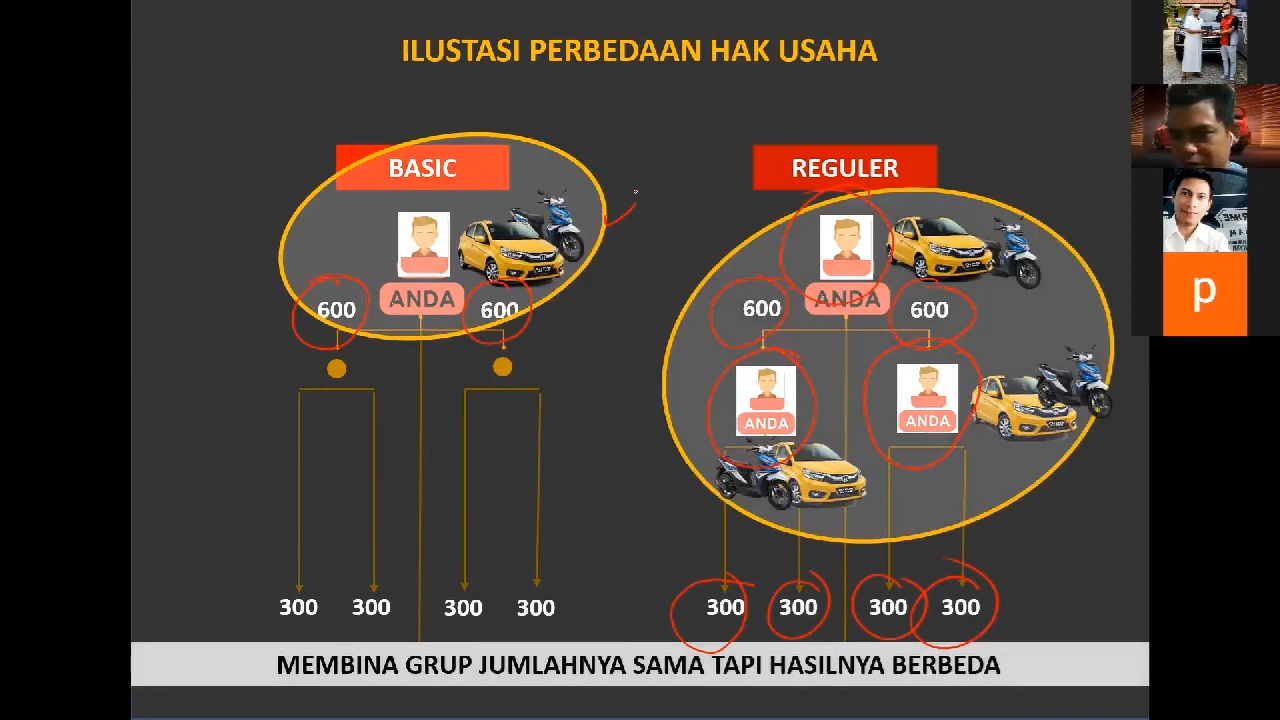 ILUSTASI PERBEDAAN HAK USAHA
BASIC
REGULER
ANDA
600
600
ANDA
600
600
ANDA
ANDA
300
300
300
300
300
300
300
300
MEMBINA GRUP JUMLAHNYA SAMA TAPI HASILNYA BERBEDA
p